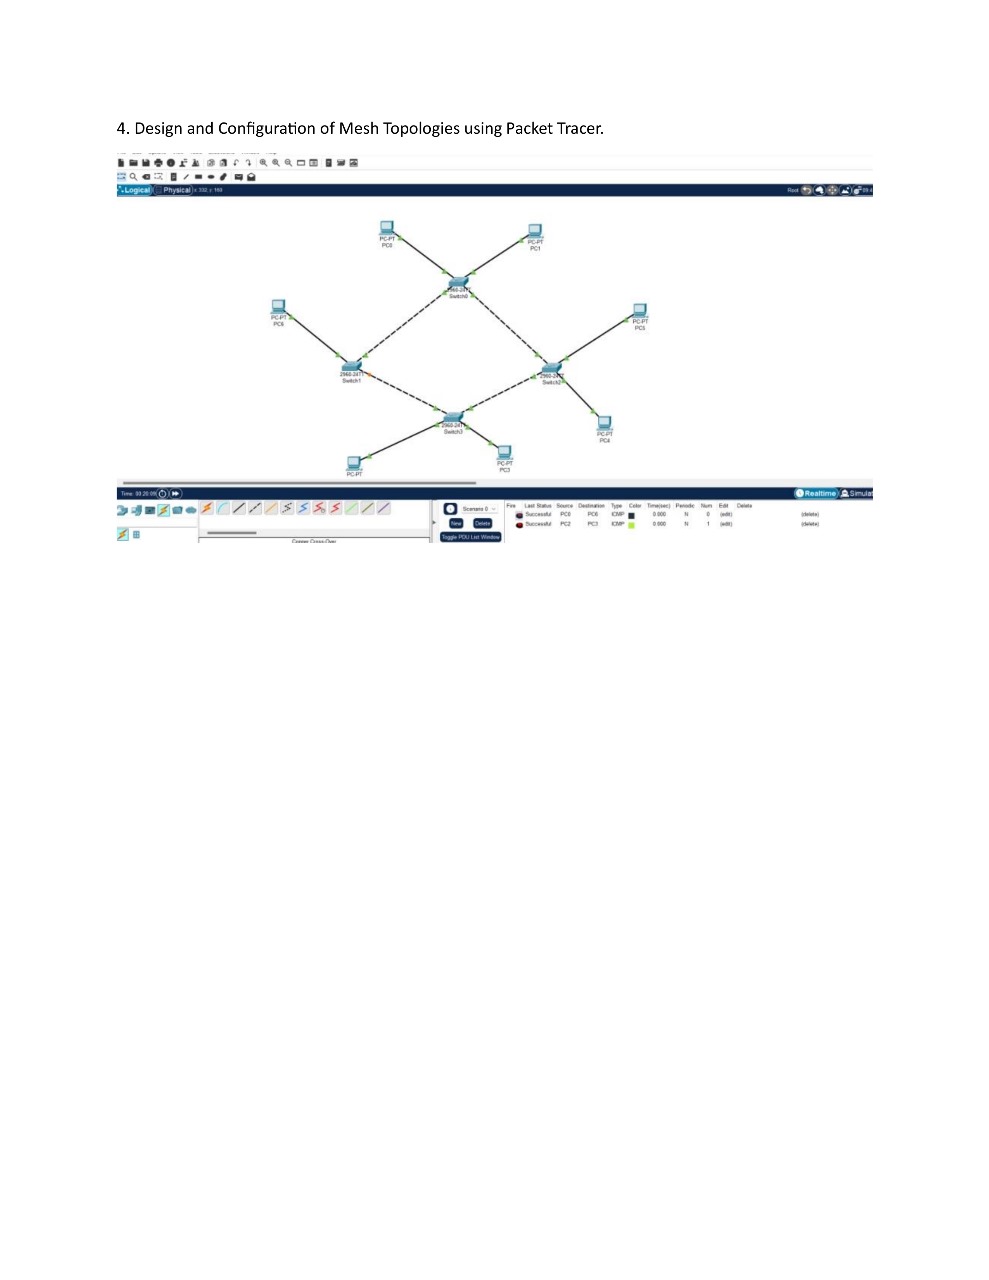 4. Design and Configuration of Mesh Topologies using Packet Tracer.
Logical Physical x: 332, y: 160 Root
PC-PT
PC0
PC-PT
PC1
2960-24TT
Switch0
PC-PT
PC6
PC-PT
PC5
2960-24TT
Switch1
2960-24TT
Switch2
2960-24TT
Switch3
PC-PT
PC4
PC-PT
PC-PT
PC3
Time: 00:20:09 Realtime Simulat
Scenario 0
New Delete
Toggle PDU List Window
Fire Last Status Source Destination Type Color Time(sec) Periodic Num Edit Delete
Successful PC0 PC6 ICMP 0.000 N 0 (edit) (delete)
Successful PC2 PC3 ICMP 0.000 N 1 (edit) (delete)
Copper Cross-Over